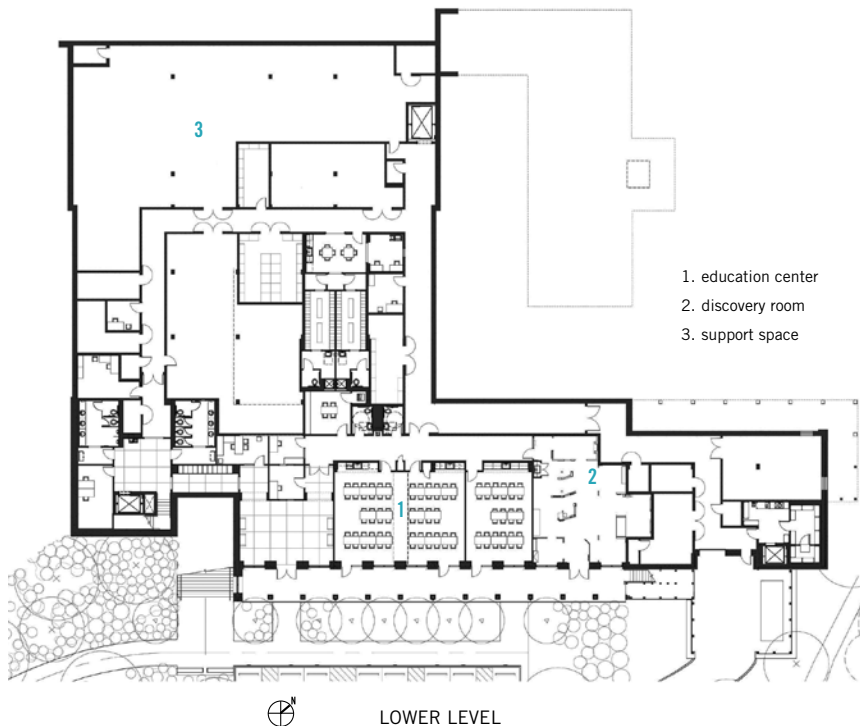 3
1. education center
2. discovery room
3. support space
2
1
N
LOWER LEVEL